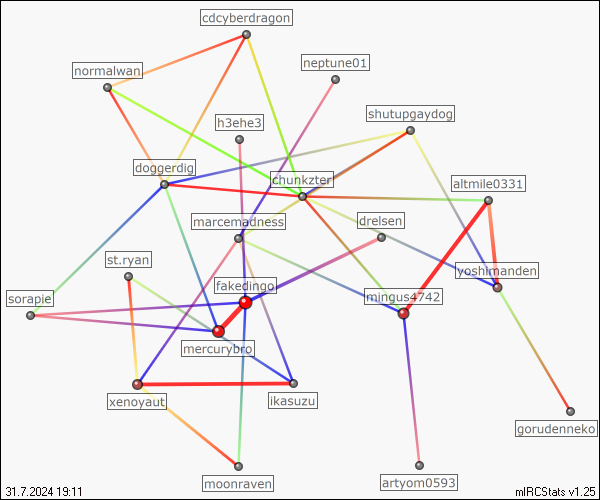 cdcyberdragon
neptune01
normalwan
shutupgaydog
h3ehe3
doggerdig
chunkzter
altmile0331
marcemadness
drelsen
st.ryan
yoshimanden
fakedingo
sorapie
mingus4742
mercurybro
xenoyaut
ikasuzu
gorudenneko
moonraven
artyom0593
31.7.2024 19:11
mIRCStats v1.25